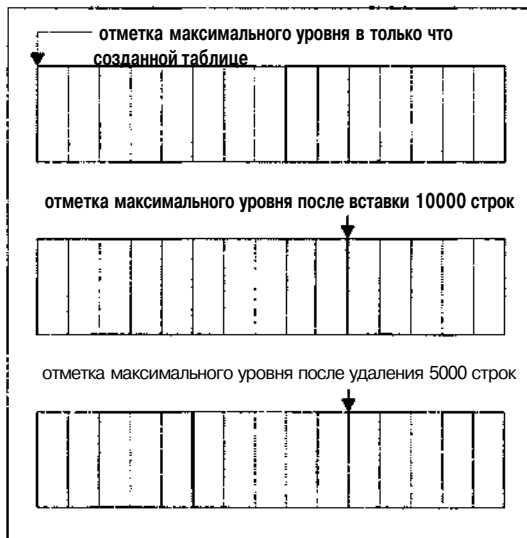 отметка максимального уровня в только что
созданной таблице
отметка максимального уровня после вставки 10000 строк
отметка максимального уровня после удаления 5000 строк